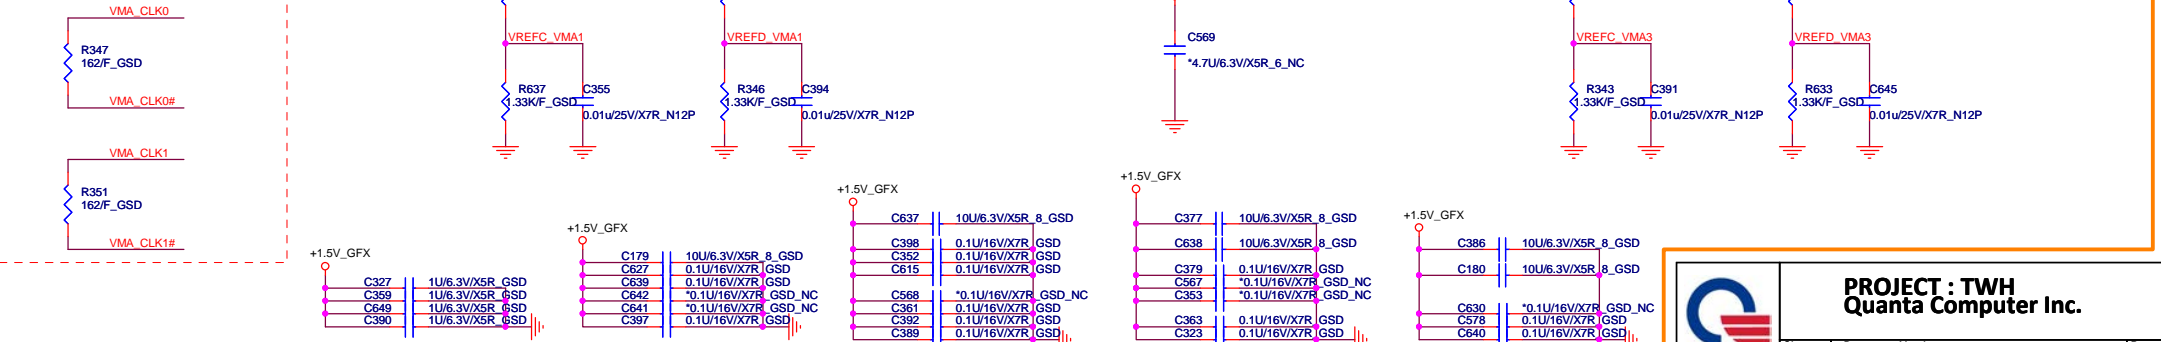 VMA_CLK0
R347
162/F_GSD
VMA_CLK0#
VMA_CLK1
R351
162/F_GSD
VMA_CLK1#
VREFC_VMA1
R637
1.33K/F_GSD
C355
0.01u/25V/X7R_N12P
VREFD_VMA1
R346
1.33K/F_GSD
C394
0.01u/25V/X7R_N12P
C569
*4.7U/6.3V/X5R_6_NC
VREFC_VMA3
R343
1.33K/F_GSD
C391
0.01u/25V/X7R_N12P
VREFD_VMA3
R633
1.33K/F_GSD
C645
0.01u/25V/X7R_N12P
+1.5V_GFX
C327 1U/6.3V/X5R_GSD
C359 1U/6.3V/X5R_GSD
C649 1U/6.3V/X5R_GSD
C390 1U/6.3V/X5R_GSD
+1.5V_GFX
C179 10U/6.3V/X5R_8_GSD
C627 0.1U/16V/X7R_GSD
C639 0.1U/16V/X7R_GSD
C642 *0.1U/16V/X7R_GSD_NC
C641 *0.1U/16V/X7R_GSD_NC
C397 0.1U/16V/X7R_GSD
+1.5V_GFX
C637 10U/6.3V/X5R_8_GSD
C398 0.1U/16V/X7R_GSD
C352 0.1U/16V/X7R_GSD
C615 0.1U/16V/X7R_GSD
C568 *0.1U/16V/X7R_GSD_NC
C361 0.1U/16V/X7R_GSD
C392 0.1U/16V/X7R_GSD
C389 0.1U/16V/X7R_GSD
+1.5V_GFX
C377 10U/6.3V/X5R_8_GSD
C638 10U/6.3V/X5R_8_GSD
C379 0.1U/16V/X7R_GSD
C567 *0.1U/16V/X7R_GSD_NC
C353 *0.1U/16V/X7R_GSD_NC
C363 0.1U/16V/X7R_GSD
C323 0.1U/16V/X7R_GSD
+1.5V_GFX
C386 10U/6.3V/X5R_8_GSD
C180 10U/6.3V/X5R_8_GSD
C630 *0.1U/16V/X7R_GSD_NC
C578 0.1U/16V/X7R_GSD
C640 0.1U/16V/X7R_GSD
PROJECT : TWH
Quanta Computer Inc.